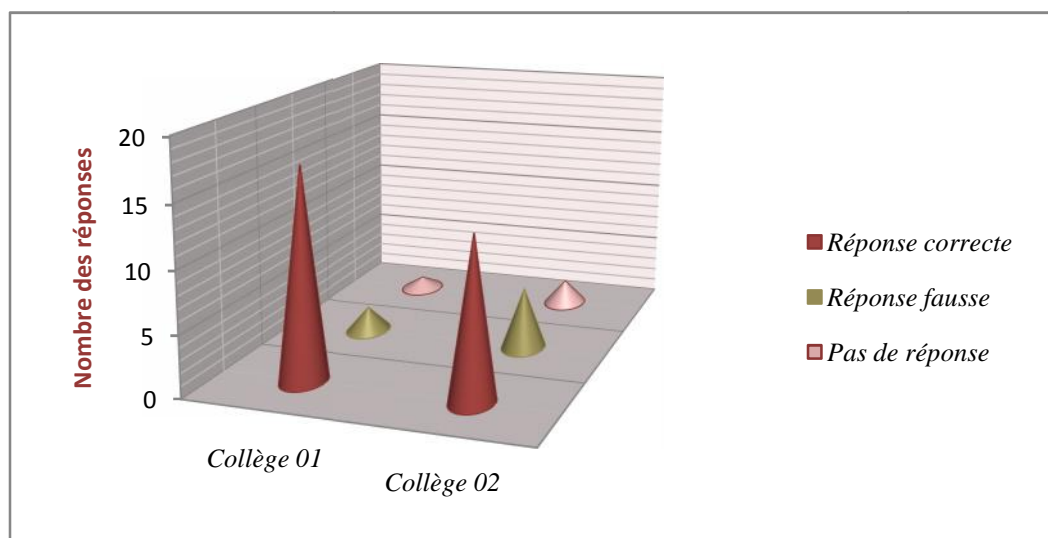 Nombre des réponses
20
15
10
5
0
Collège 01
Collège 02
Réponse correcte
Réponse fausse
Pas de réponse